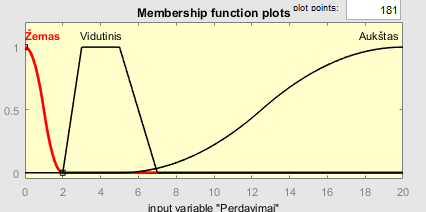 Membership function plots
plot points:
181
Žemas
Vidutinis
Aukštas
1
0.5
0
0 2 4 6 8 10 12 14 16 18 20
input variable "Perdavimai"